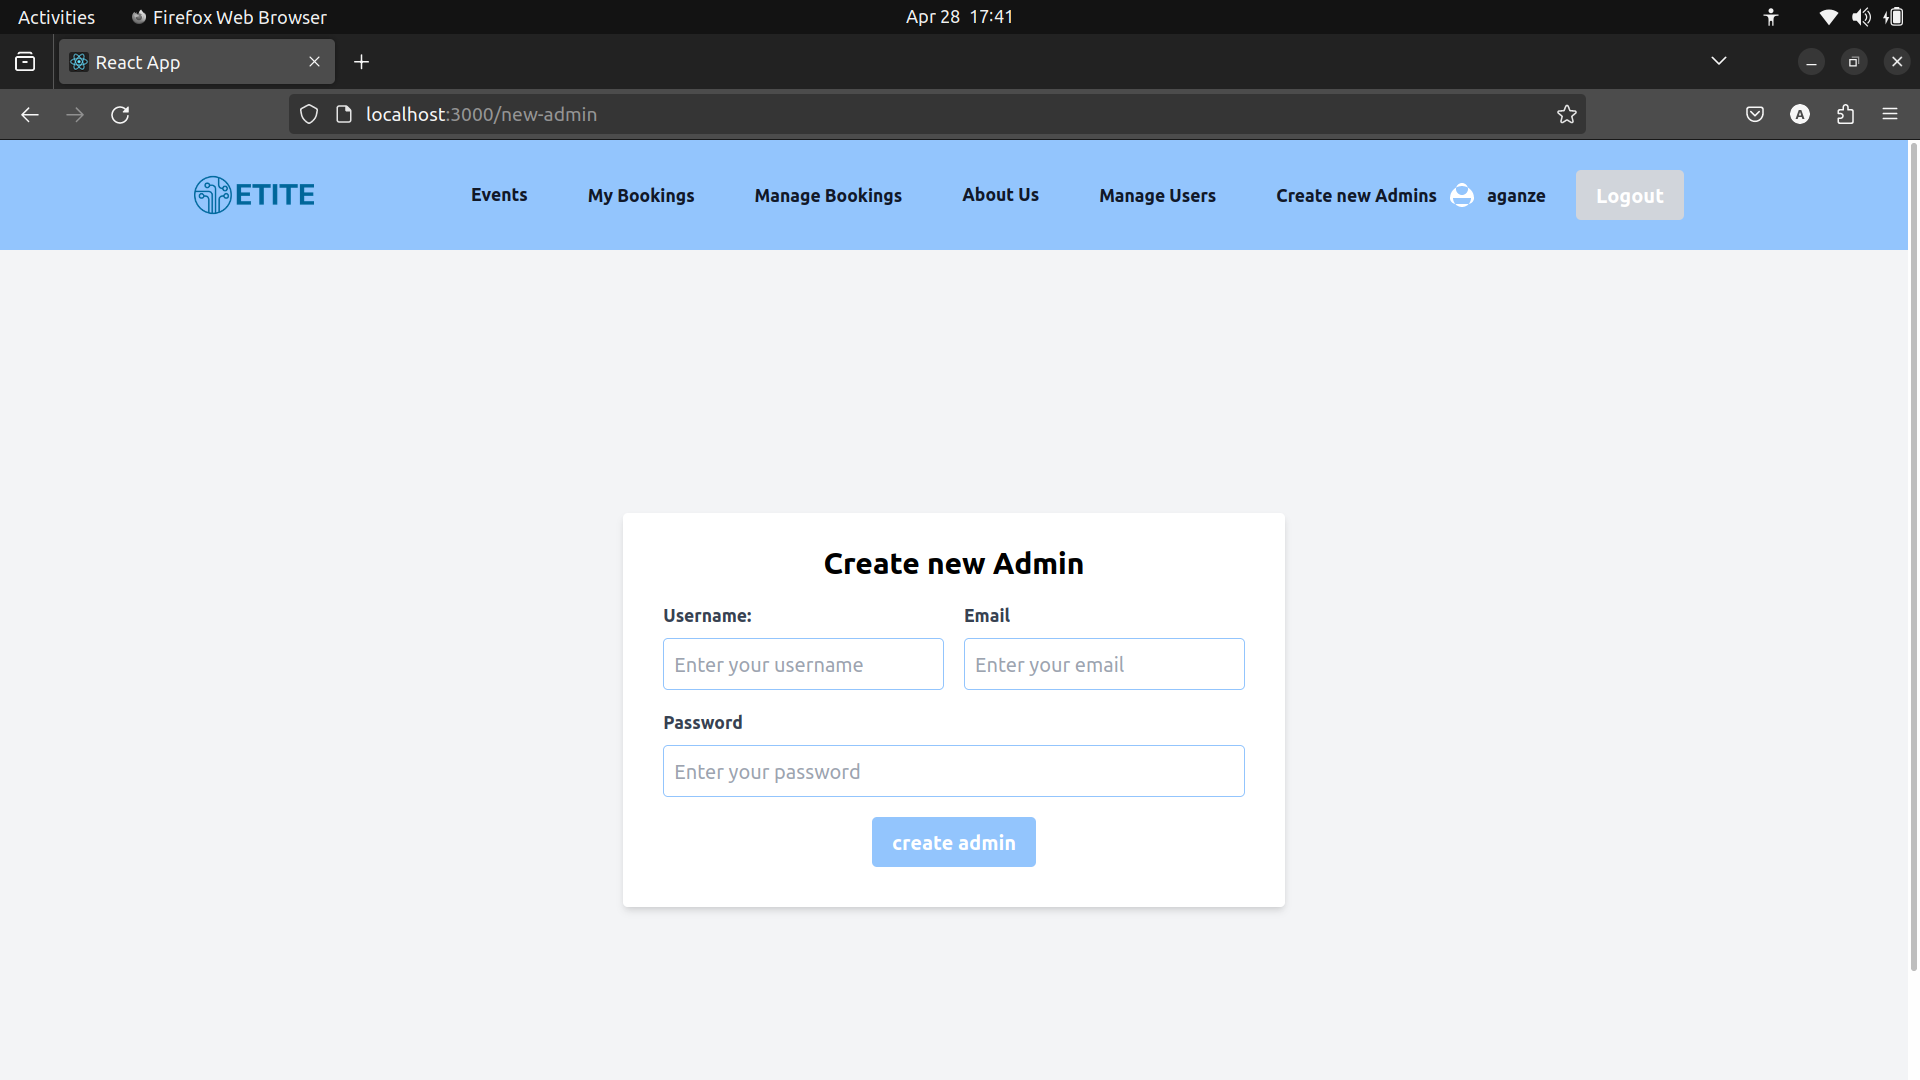 Activities Firefox Web Browser Apr 28 17:41
React App
localhost:3000/new-admin A
ETITE Events My Bookings Manage Bookings About Us Manage Users Create new Admins aganze Logout
Create new Admin
Username: Email
Enter your username Enter your email
Password
Enter your password
create admin